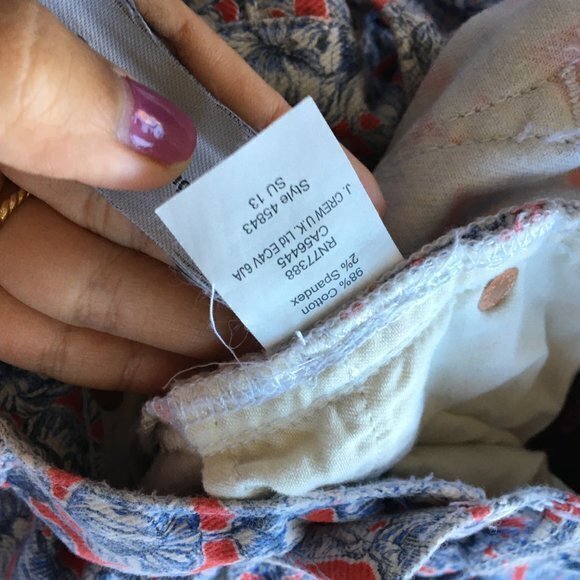 98% Cotton
2% Spandex
RN77388
CA56445
J. CREW U.K. Ltd EC4V 6JA
Style 45843
SU 13